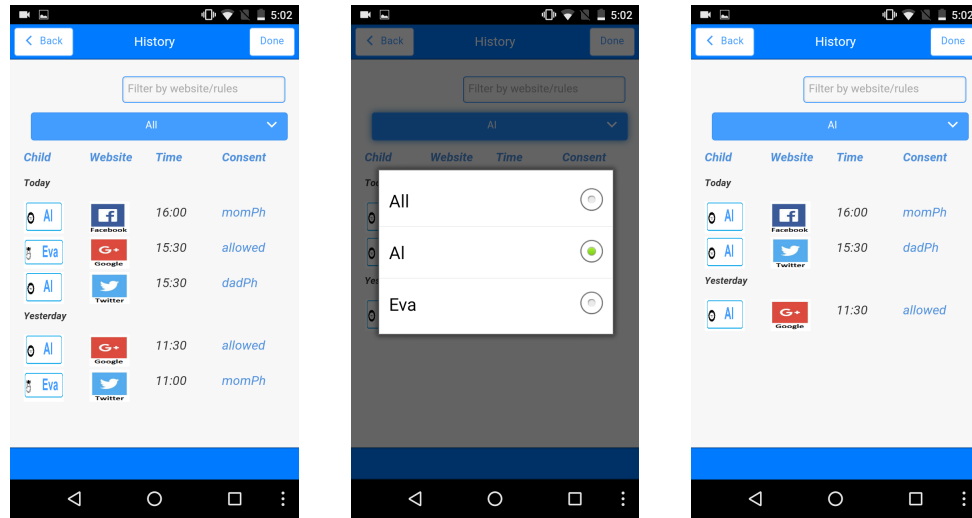 5:02
Back History Done
Filter by website/rules
All
Child Website Time Consent
Today
Al Facebook 16:00 momPh
Eva G+ Google 15:30 allowed
Al Twitter 15:30 dadPh
Yesterday
Al G+ Google 11:30 allowed
Eva Twitter 11:00 momPh
5:02
Back History Done
Filter by website/rules
Al
Child Website Time Consent
All
Al
Eva
5:02
Back History Done
Filter by website/rules
Al
Child Website Time Consent
Today
Al Facebook 16:00 momPh
Al Twitter 15:30 dadPh
Yesterday
Al G+ Google 11:30 allowed